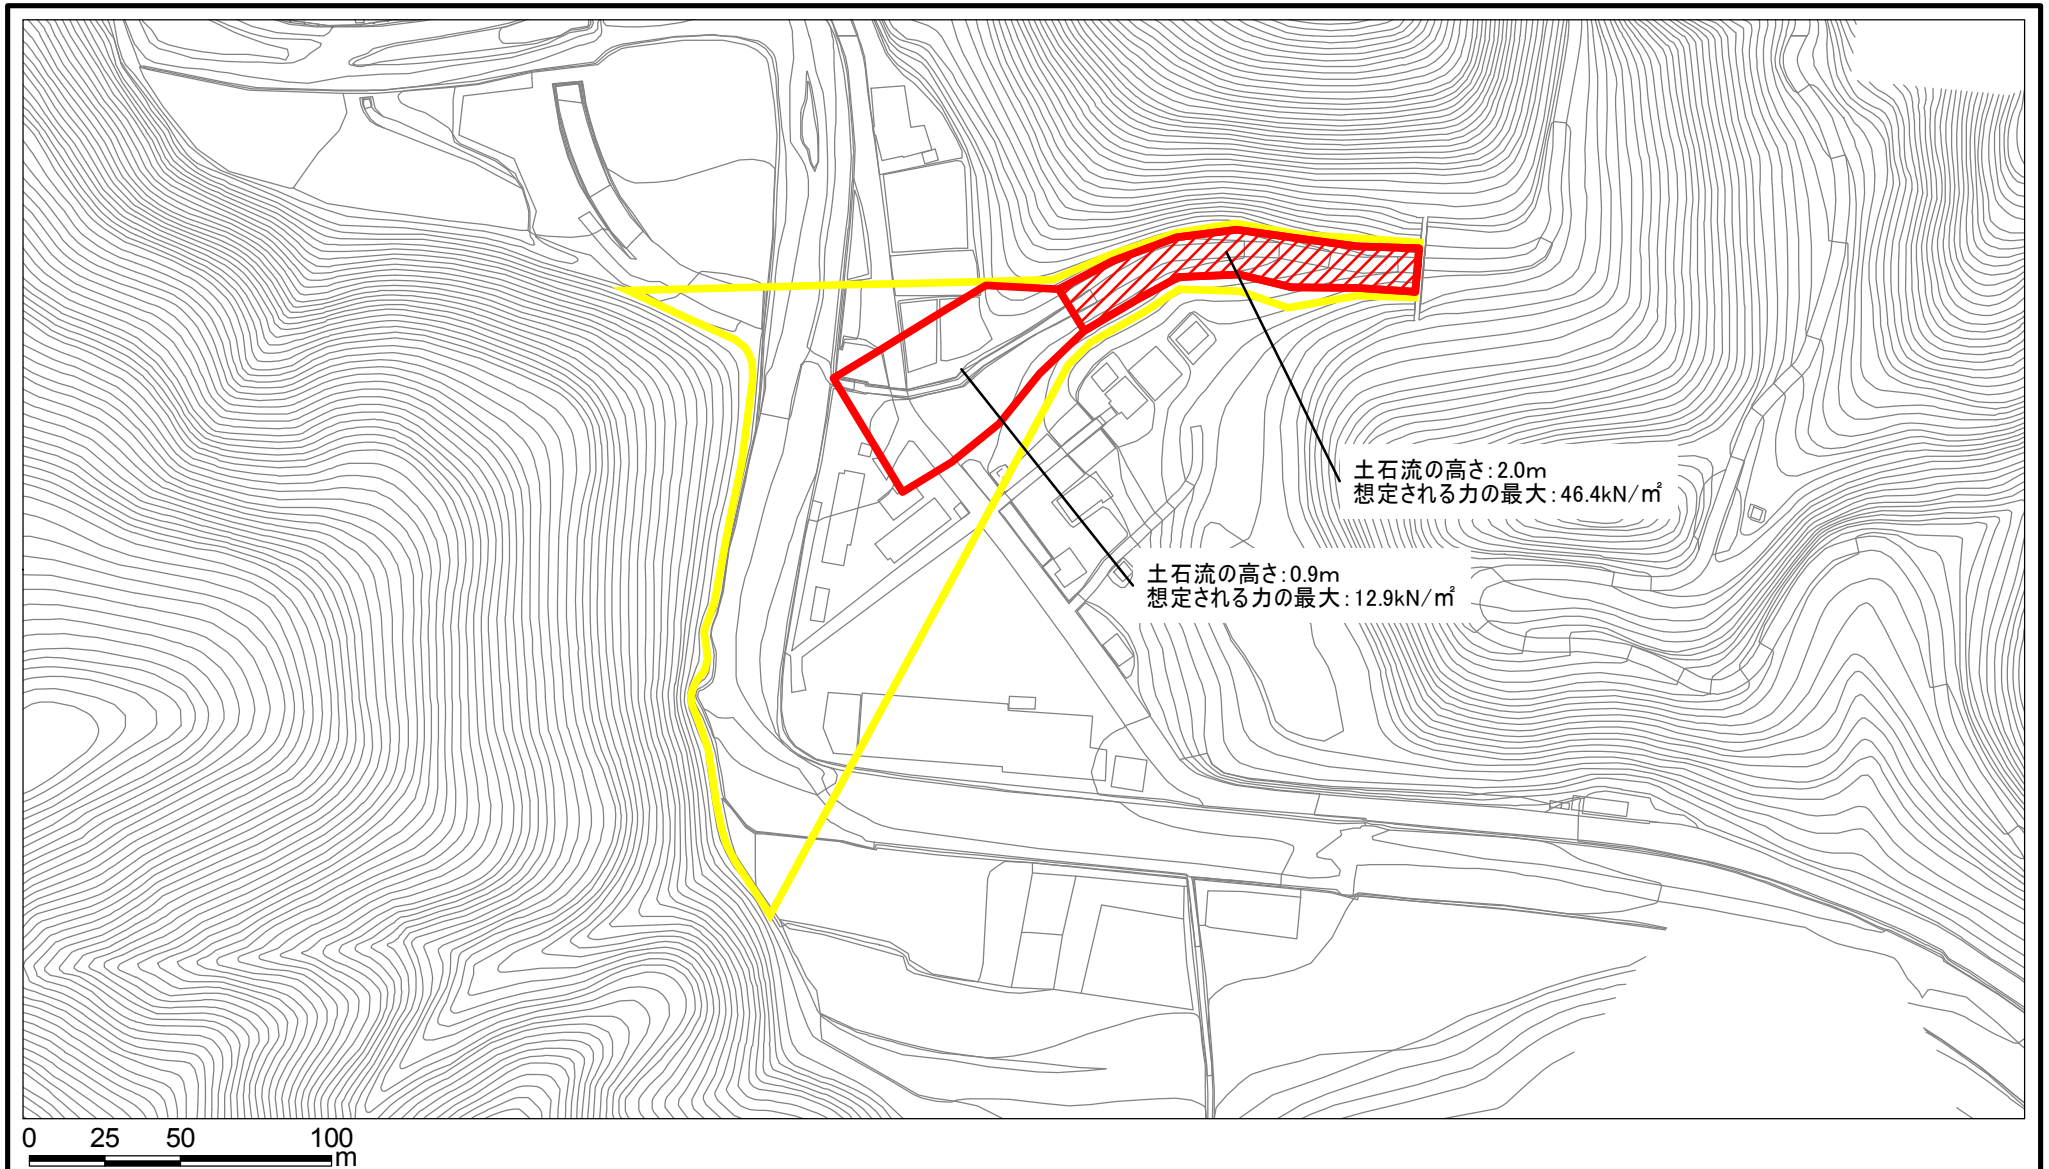 土石流の高さ:2.0m
想定される力の最大:46.4kN/㎡
土石流の高さ:0.9m
想定される力の最大:12.9kN/㎡
0 25 50 100
m